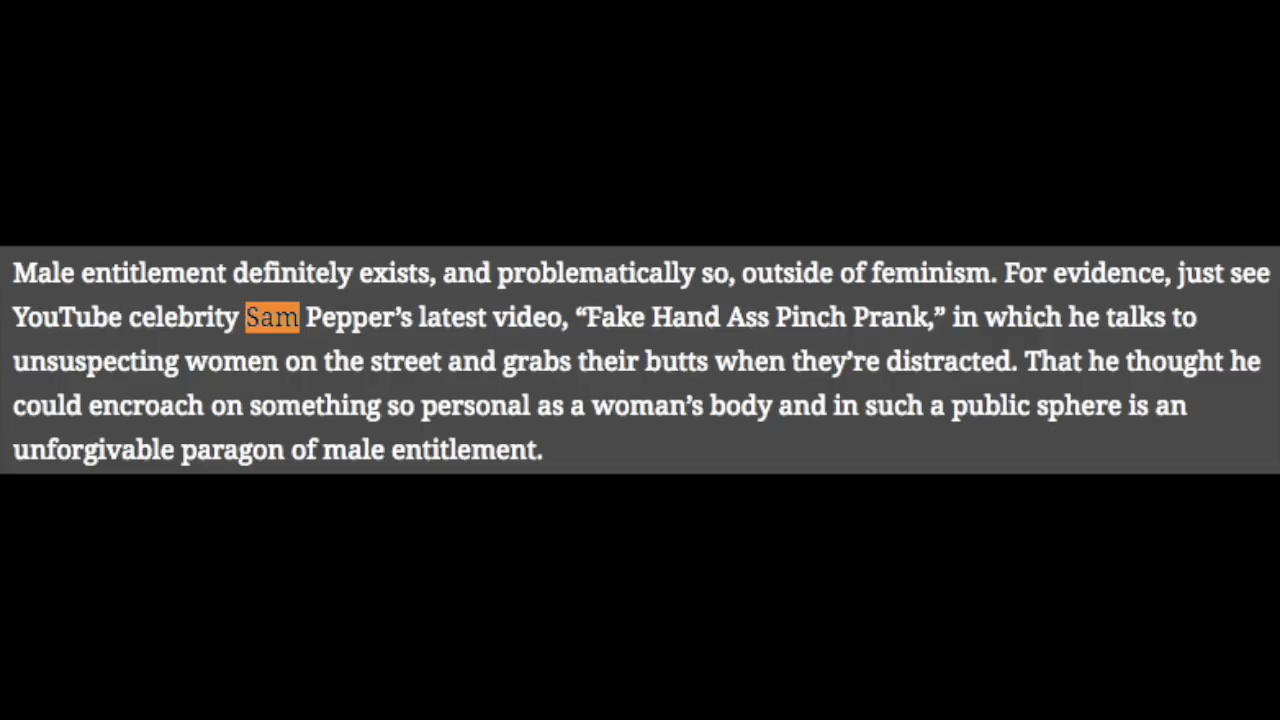 Male entitlement definitely exists, and problematically so, outside of feminism. For evidence, just see
YouTube celebrity Sam Pepper’s latest video, “Fake Hand Ass Pinch Prank,” in which he talks to
unsuspecting women on the street and grabs their butts when they’re distracted. That he thought he
could encroach on something so personal as a woman’s body and in such a public sphere is an
unforgivable paragon of male entitlement.